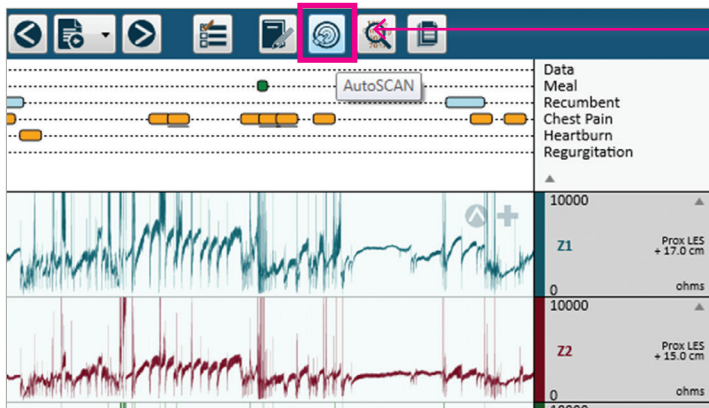 AutoSCAN
Data
Meal
Recumbent
Chest Pain
Heartburn
Regurgitation
10000
Z1
Prox LES
+ 17.0 cm
0
ohms
10000
Z2
Prox LES
+ 15.0 cm
0
ohms
10000